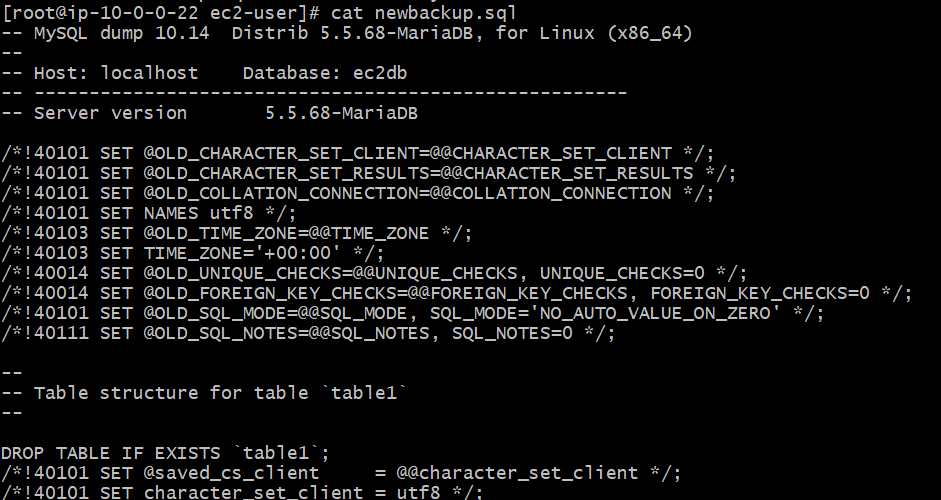 [root@ip-10-0-0-22 ec2-user]# cat newbackup.sql
-- MySQL dump 10.14  Distrib 5.5.68-MariaDB, for Linux (x86_64)
--
-- Host: localhost    Database: ec2db
-- ------------------------------------------------------
-- Server version       5.5.68-MariaDB

/*!40101 SET @OLD_CHARACTER_SET_CLIENT=@@CHARACTER_SET_CLIENT */;
/*!40101 SET @OLD_CHARACTER_SET_RESULTS=@@CHARACTER_SET_RESULTS */;
/*!40101 SET @OLD_COLLATION_CONNECTION=@@COLLATION_CONNECTION */;
/*!40101 SET NAMES utf8 */;
/*!40103 SET @OLD_TIME_ZONE=@@TIME_ZONE */;
/*!40103 SET TIME_ZONE='+00:00' */;
/*!40014 SET @OLD_UNIQUE_CHECKS=@@UNIQUE_CHECKS, UNIQUE_CHECKS=0 */;
/*!40014 SET @OLD_FOREIGN_KEY_CHECKS=@@FOREIGN_KEY_CHECKS, FOREIGN_KEY_CHECKS=0 */;
/*!40101 SET @OLD_SQL_MODE=@@SQL_MODE, SQL_MODE='NO_AUTO_VALUE_ON_ZERO' */;
/*!40111 SET @OLD_SQL_NOTES=@@SQL_NOTES, SQL_NOTES=0 */;

--
-- Table structure for table `table1`
--

DROP TABLE IF EXISTS `table1`;
/*!40101 SET @saved_cs_client     = @@character_set_client */;
/*!40101 SET character_set_client = utf8 */;